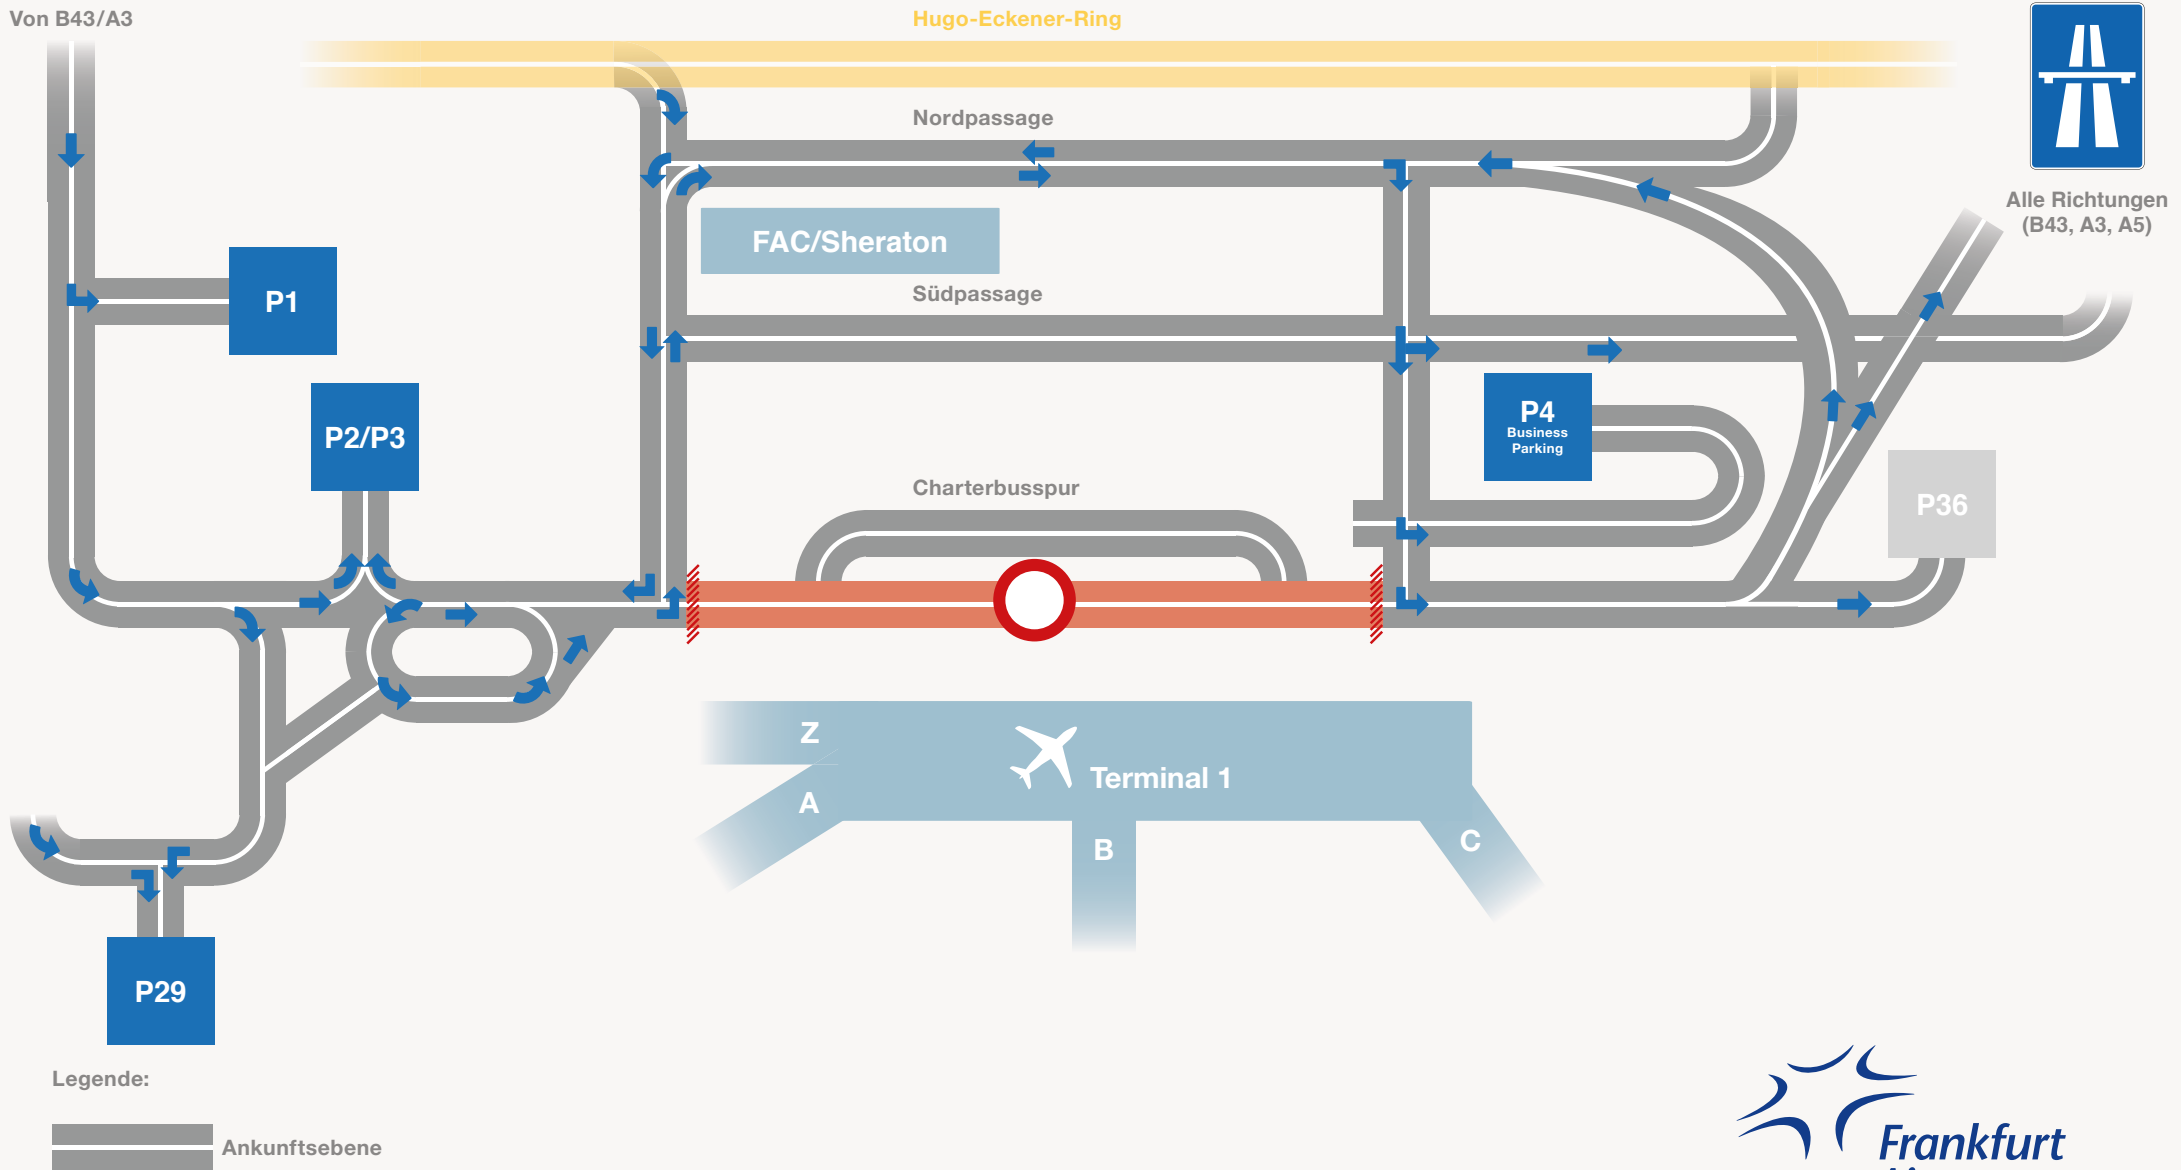 Von B43/A3
Hugo-Eckener-Ring
Nordpassage
Alle Richtungen
(B43, A3, A5)
FAC/Sheraton
P1
Südpassage
P2/P3
P4
Business
Parking
Charterbusspur
P36
Z
Terminal 1
A
B
C
P29
Legende:
Ankunftsebene
Frankfurt